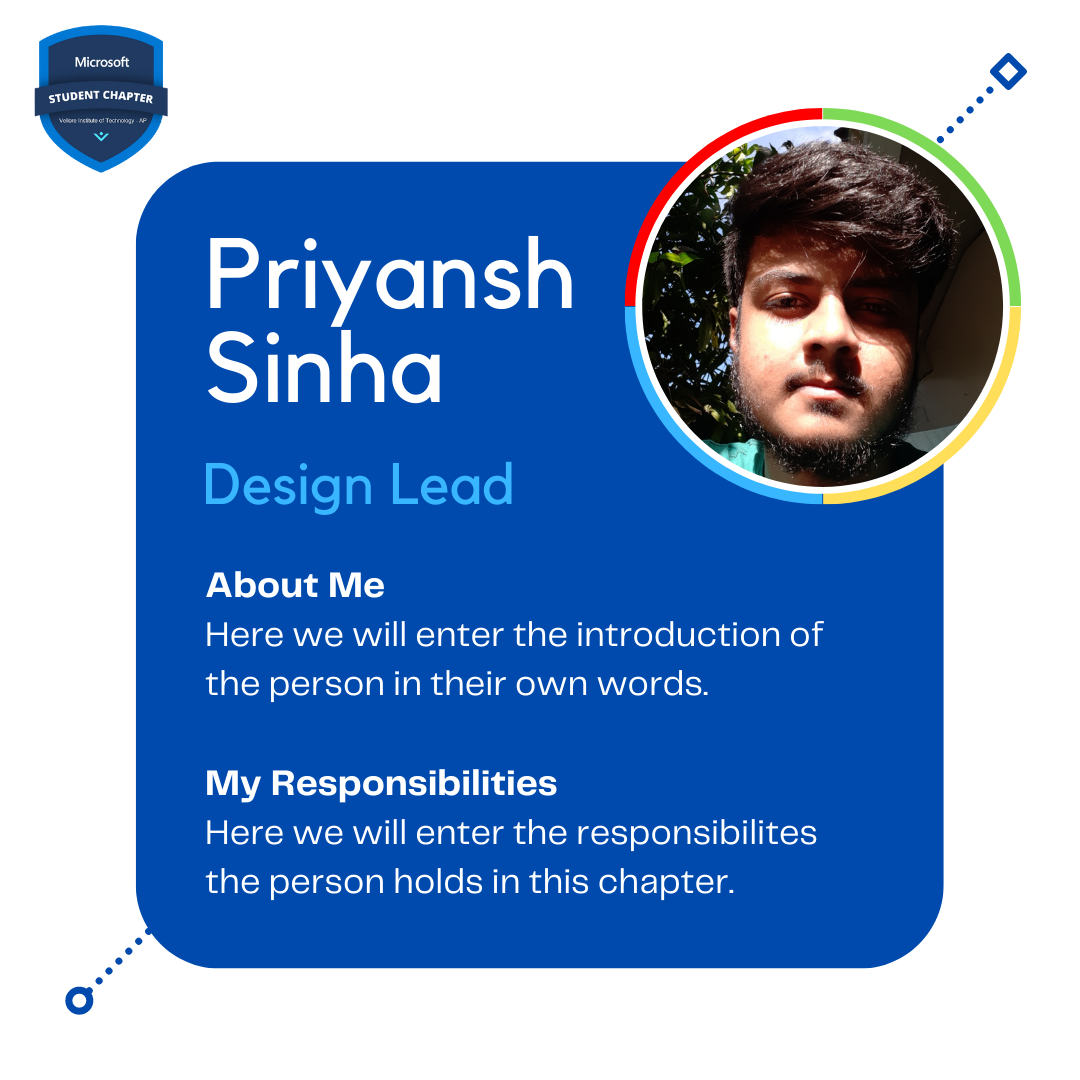 Microsoft
STUDENT CHAPTER
Vellore Institute of Technology - AP
Priyansh
Sinha
Design Lead
About Me
Here we will enter the introduction of
the person in their own words.
My Responsibilities
Here we will enter the responsibilites
the person holds in this chapter.